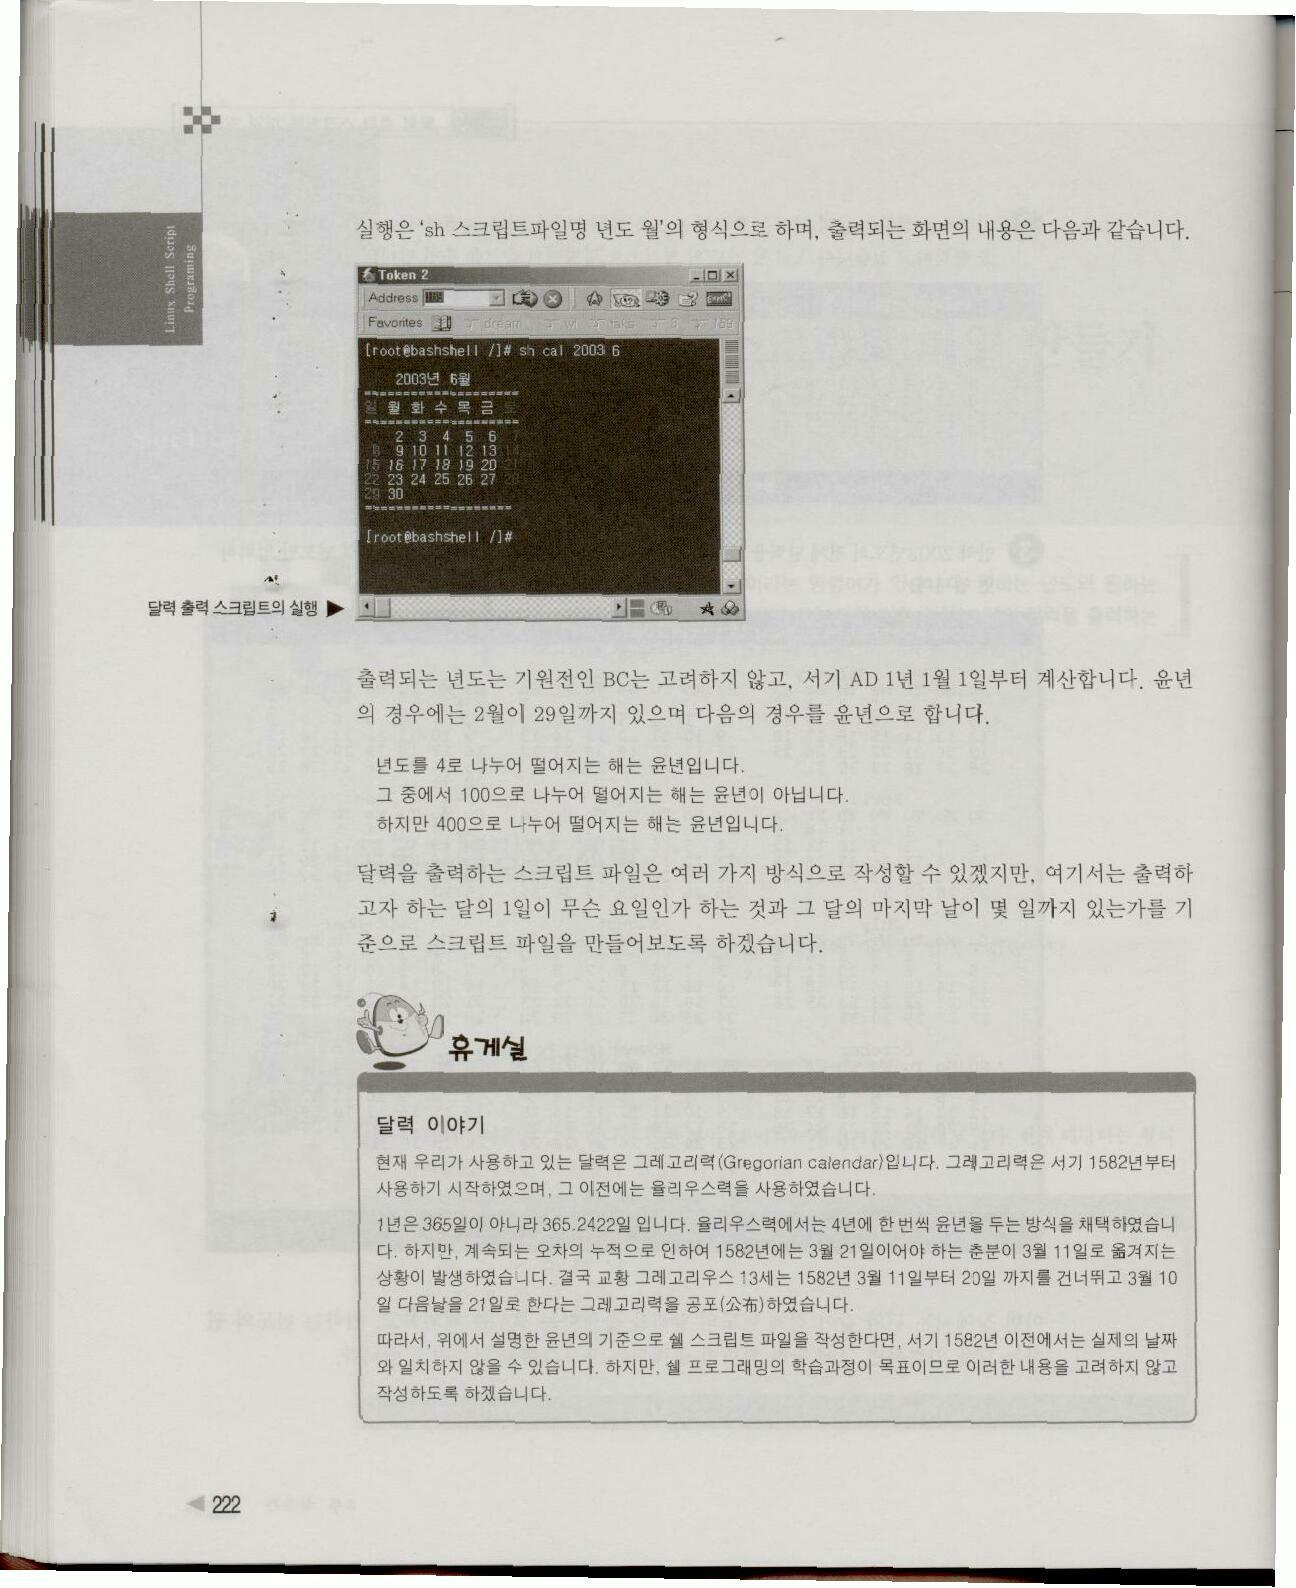 Linux Shell Script
Programing
실행은 'sh 스크립트파일명 년도 월'의 형식으로 하며, 출력되는 화면의 내용은 다음과 같습니다.
Token 2
Address
Favorites dream wi taks 8 169
[root@bashshell /]# sh cal 2003 6
2003년 6월
===================
일 월 화 수 목 금 토
===================
2 3 4 5 6 7
8 9 10 11 12 13 14
15 16 17 18 19 20 21
22 23 24 25 26 27 28
29 30
===================
[root@bashshell /]#
달력 출력 스크립트의 실행 ▶
출력되는 년도는 기원전인 BC는 고려하지 않고, 서기 AD 1년 1월 1일부터 계산합니다. 윤년
의 경우에는 2월이 29일까지 있으며 다음의 경우를 윤년으로 합니다.
년도를 4로 나누어 떨어지는 해는 윤년입니다.
그 중에서 100으로 나누어 떨어지는 해는 윤년이 아닙니다.
하지만 400으로 나누어 떨어지는 해는 윤년입니다.
달력을 출력하는 스크립트 파일은 여러 가지 방식으로 작성할 수 있겠지만, 여기서는 출력하
고자 하는 달의 1일이 무슨 요일인가 하는 것과 그 달의 마지막 날이 몇 일까지 있는가를 기
준으로 스크립트 파일을 만들어보도록 하겠습니다.
휴게실
달력 이야기
현재 우리가 사용하고 있는 달력은 그레고리력(Gregorian calendar)입니다. 그레고리력은 서기 1582년부터
사용하기 시작하였으며, 그 이전에는 율리우스력을 사용하였습니다.
1년은 365일이 아니라 365.2422일 입니다. 율리우스력에서는 4년에 한 번씩 윤년을 두는 방식을 채택하였습니
다. 하지만, 계속되는 오차의 누적으로 인하여 1582년에는 3월 21일이어야 하는 춘분이 3월 11일로 옮겨지는
상황이 발생하였습니다. 결국 교황 그레고리우스 13세는 1582년 3월 11일부터 20일 까지를 건너뛰고 3월 10
일 다음날을 21일로 한다는 그레고리력을 공포(公布)하였습니다.
따라서, 위에서 설명한 윤년의 기준으로 쉘 스크립트 파일을 작성한다면, 서기 1582년 이전에서는 실제의 날짜
와 일치하지 않을 수 있습니다. 하지만, 쉘 프로그래밍의 학습과정이 목표이므로 이러한 내용을 고려하지 않고
작성하도록 하겠습니다.
◀ 222